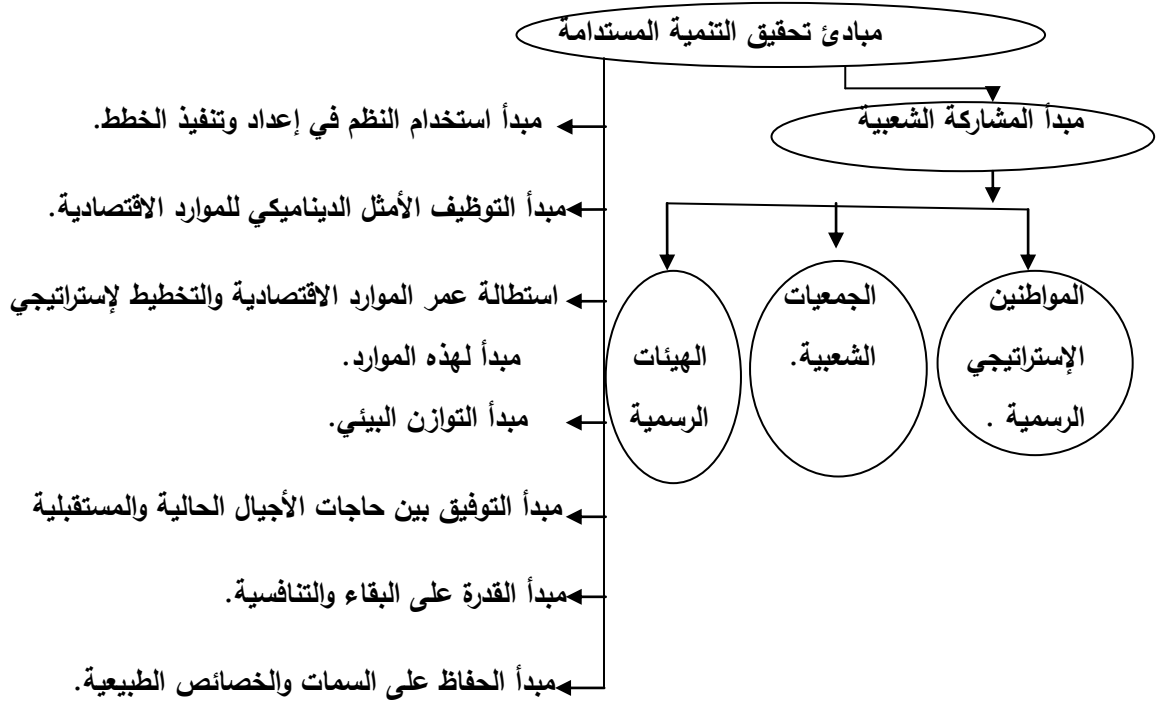 مبادئ تحقيق التنمية المستدامة
مبدأ المشاركة الشعبية
المواطنين
الإستراتيجي
الرسمية .
الجمعيات
الشعبية.
الهيئات
الرسمية
مبدأ استخدام النظم في إعداد وتنفيذ الخطط.
مبدأ التوظيف الأمثل الديناميكي للموارد الاقتصادية.
استطالة عمر الموارد الاقتصادية والتخطيط لإستراتيجي
مبدأ لهذه الموارد.
مبدأ التوازن البيئي.
مبدأ التوفيق بين حاجات الأجيال الحالية والمستقبلية
مبدأ القدرة على البقاء والتنافسية.
مبدأ الحفاظ على السمات والخصائص الطبيعية.